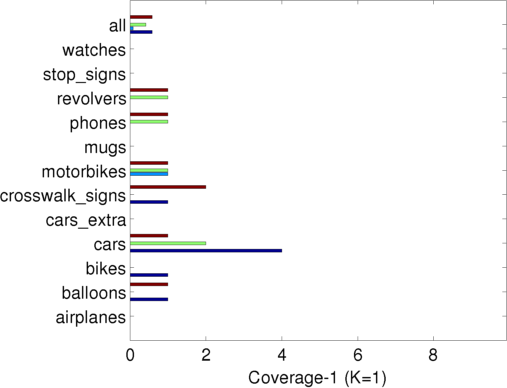 all
watches
stop_signs
revolvers
phones
mugs
motorbikes
crosswalk_signs
cars_extra
cars
bikes
balloons
airplanes
0 2 4 6 8
Coverage-1 (K=1)